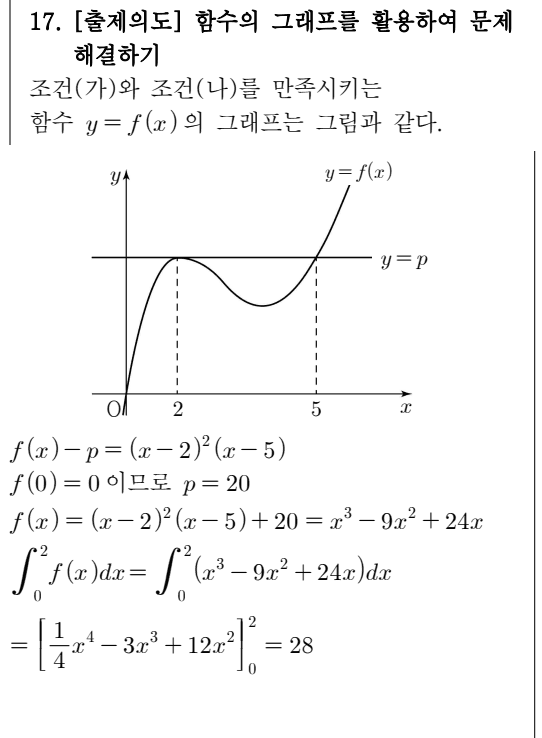 17. [출제의도] 함수의 그래프를 활용하여 문제
해결하기
조건(가)와 조건(나)를 만족시키는
함수 y=f(x)의 그래프는 그림과 같다.
y
y=f(x)
y=p
O 2 5 x
f(x)-p=(x-2)²(x-5)
f(0)=0이므로 p=20
f(x)=(x-2)²(x-5)+20=x³-9x²+24x
∫₀² f(x)dx=∫₀² (x³-9x²+24x)dx
=[1/4 x⁴-3x³+12x²]₀²=28